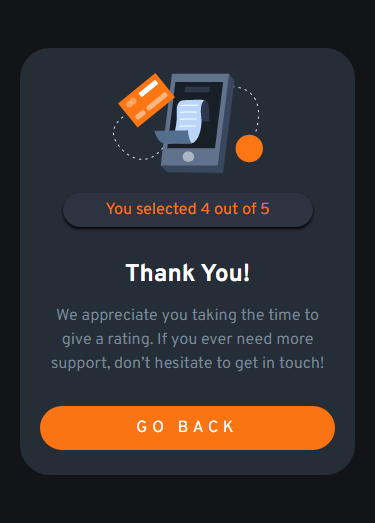 You selected 4 out of 5
Thank You!
We appreciate you taking the time to
give a rating. If you ever need more
support, don’t hesitate to get in touch!
GO BACK